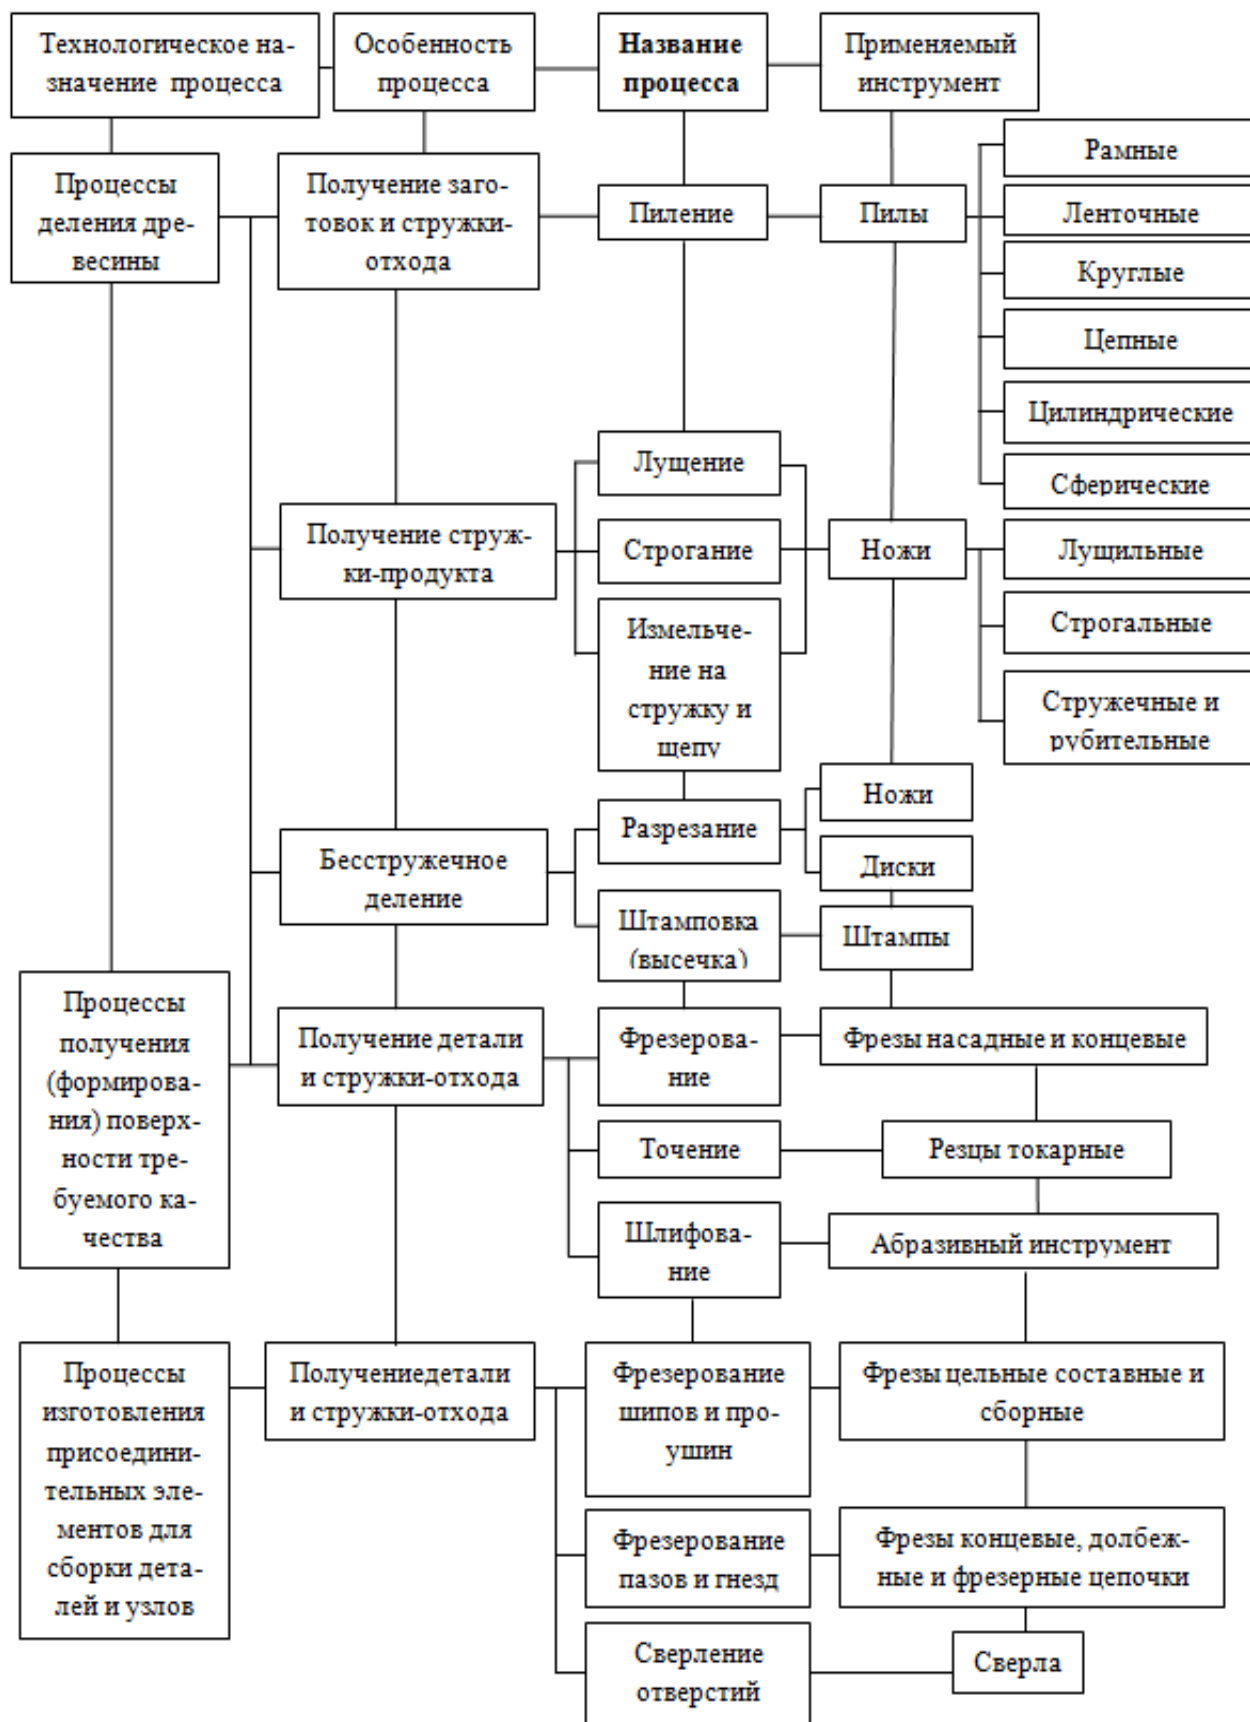 Технологическое на-
значение процесса
Особенность
процесса
Название
процесса
Применяемый
инструмент
Процессы
деления дре-
весины
Получение заго-
товок и стружки-
отхода
Пиление
Пилы
Рамные
Ленточные
Круглые
Цепные
Цилиндрические
Сферические
Получение струж-
ки-продукта
Лущение
Строгание
Измельче-
ние на
стружку и
щепу
Ножи
Лущильные
Строгальные
Стружечные и
рубительные
Бесстружечное
деление
Разрезание
Ножи
Диски
Штамповка
(высечка)
Штампы
Процессы
получения
(формирова-
ния) поверх-
ности тре-
буемого ка-
чества
Получение детали
и стружки-отхода
Фрезерова-
ние
Фрезы насадные и концевые
Точение
Резцы токарные
Шлифова-
ние
Абразивный инструмент
Процессы
изготовления
присоедини-
тельных эле-
ментов для
сборки дета-
лей и узлов
Получениедетали
и стружки-отхода
Фрезерование
шипов и про-
ушин
Фрезы цельные составные и
сборные
Фрезерование
пазов и гнезд
Фрезы концевые, долбеж-
ные и фрезерные цепочки
Сверление
отверстий
Сверла